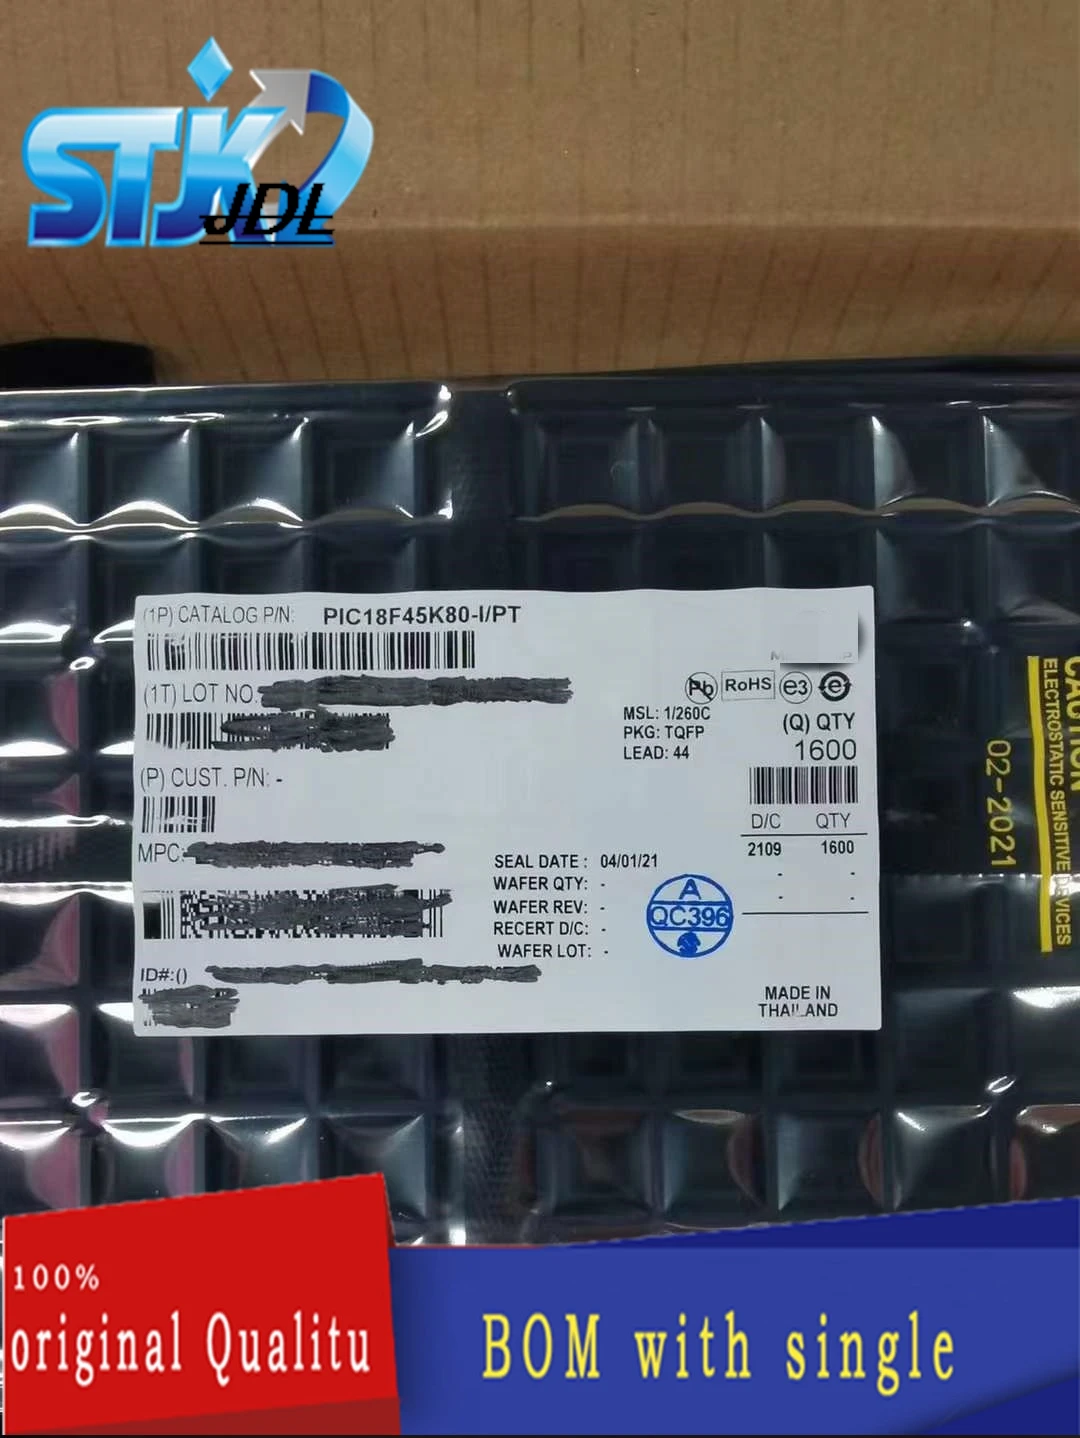 STJK
JDL
(1P) CATALOG P/N: PIC18F45K80-I/PT
(1T) LOT NO.
Pb RoHS e3 e
MSL: 1/260C
PKG: TQFP
LEAD: 44
(Q) QTY
1600
(P) CUST. P/N: -
D/C QTY
2109 1600
- -
- -
MPC:
SEAL DATE : 04/01/21
WAFER QTY: -
WAFER REV: -
RECERT D/C: -
WAFER LOT: -
A
QC396
ID#:()
MADE IN
THAILAND
CAUTION
ELECTROSTATIC SENSITIVE DEVICES
02-2021
100%
original Qualitu
BOM with single